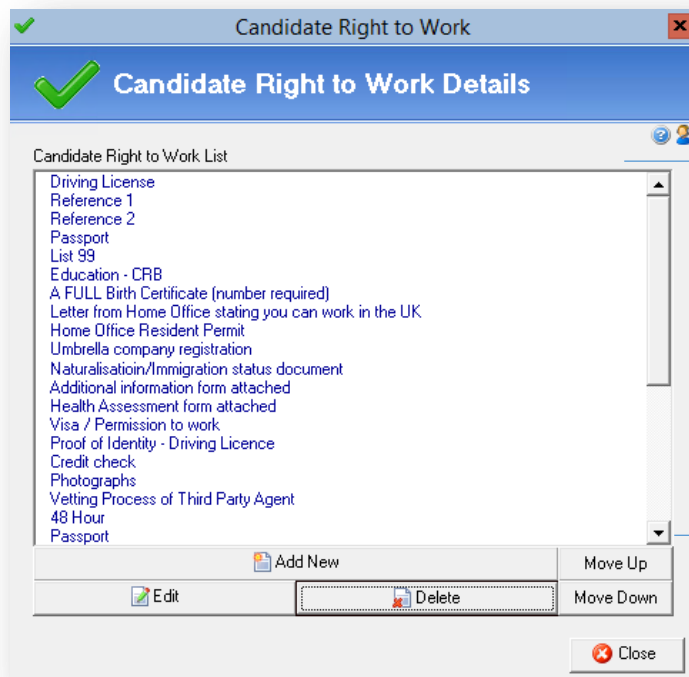 Candidate Right to Work
Candidate Right to Work Details
Candidate Right to Work List
Driving License
Reference 1
Reference 2
Passport
List 99
Education - CRB
A FULL Birth Certificate (number required)
Letter from Home Office stating you can work in the UK
Home Office Resident Permit
Umbrella company registration
Naturalisatioin/Immigration status document
Additional information form attached
Health Assessment form attached
Visa / Permission to work
Proof of Identity - Driving Licence
Credit check
Photographs
Vetting Process of Third Party Agent
48 Hour
Passport
Add New
Move Up
Edit
Delete
Move Down
Close